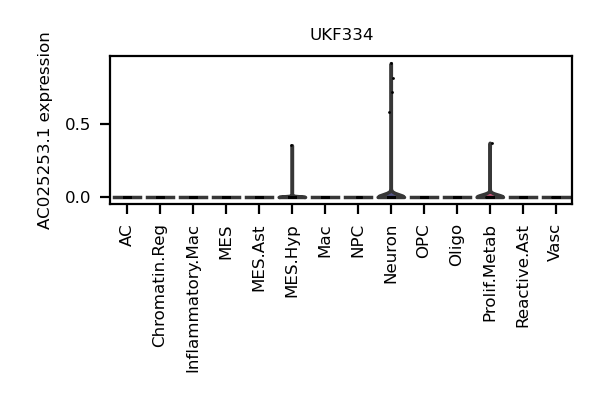 UKF334
AC025253.1 expression
0.5
0.0
AC
Chromatin.Reg
Inflammatory.Mac
MES
MES.Ast
MES.Hyp
Mac
NPC
Neuron
OPC
Oligo
Prolif.Metab
Reactive.Ast
Vasc